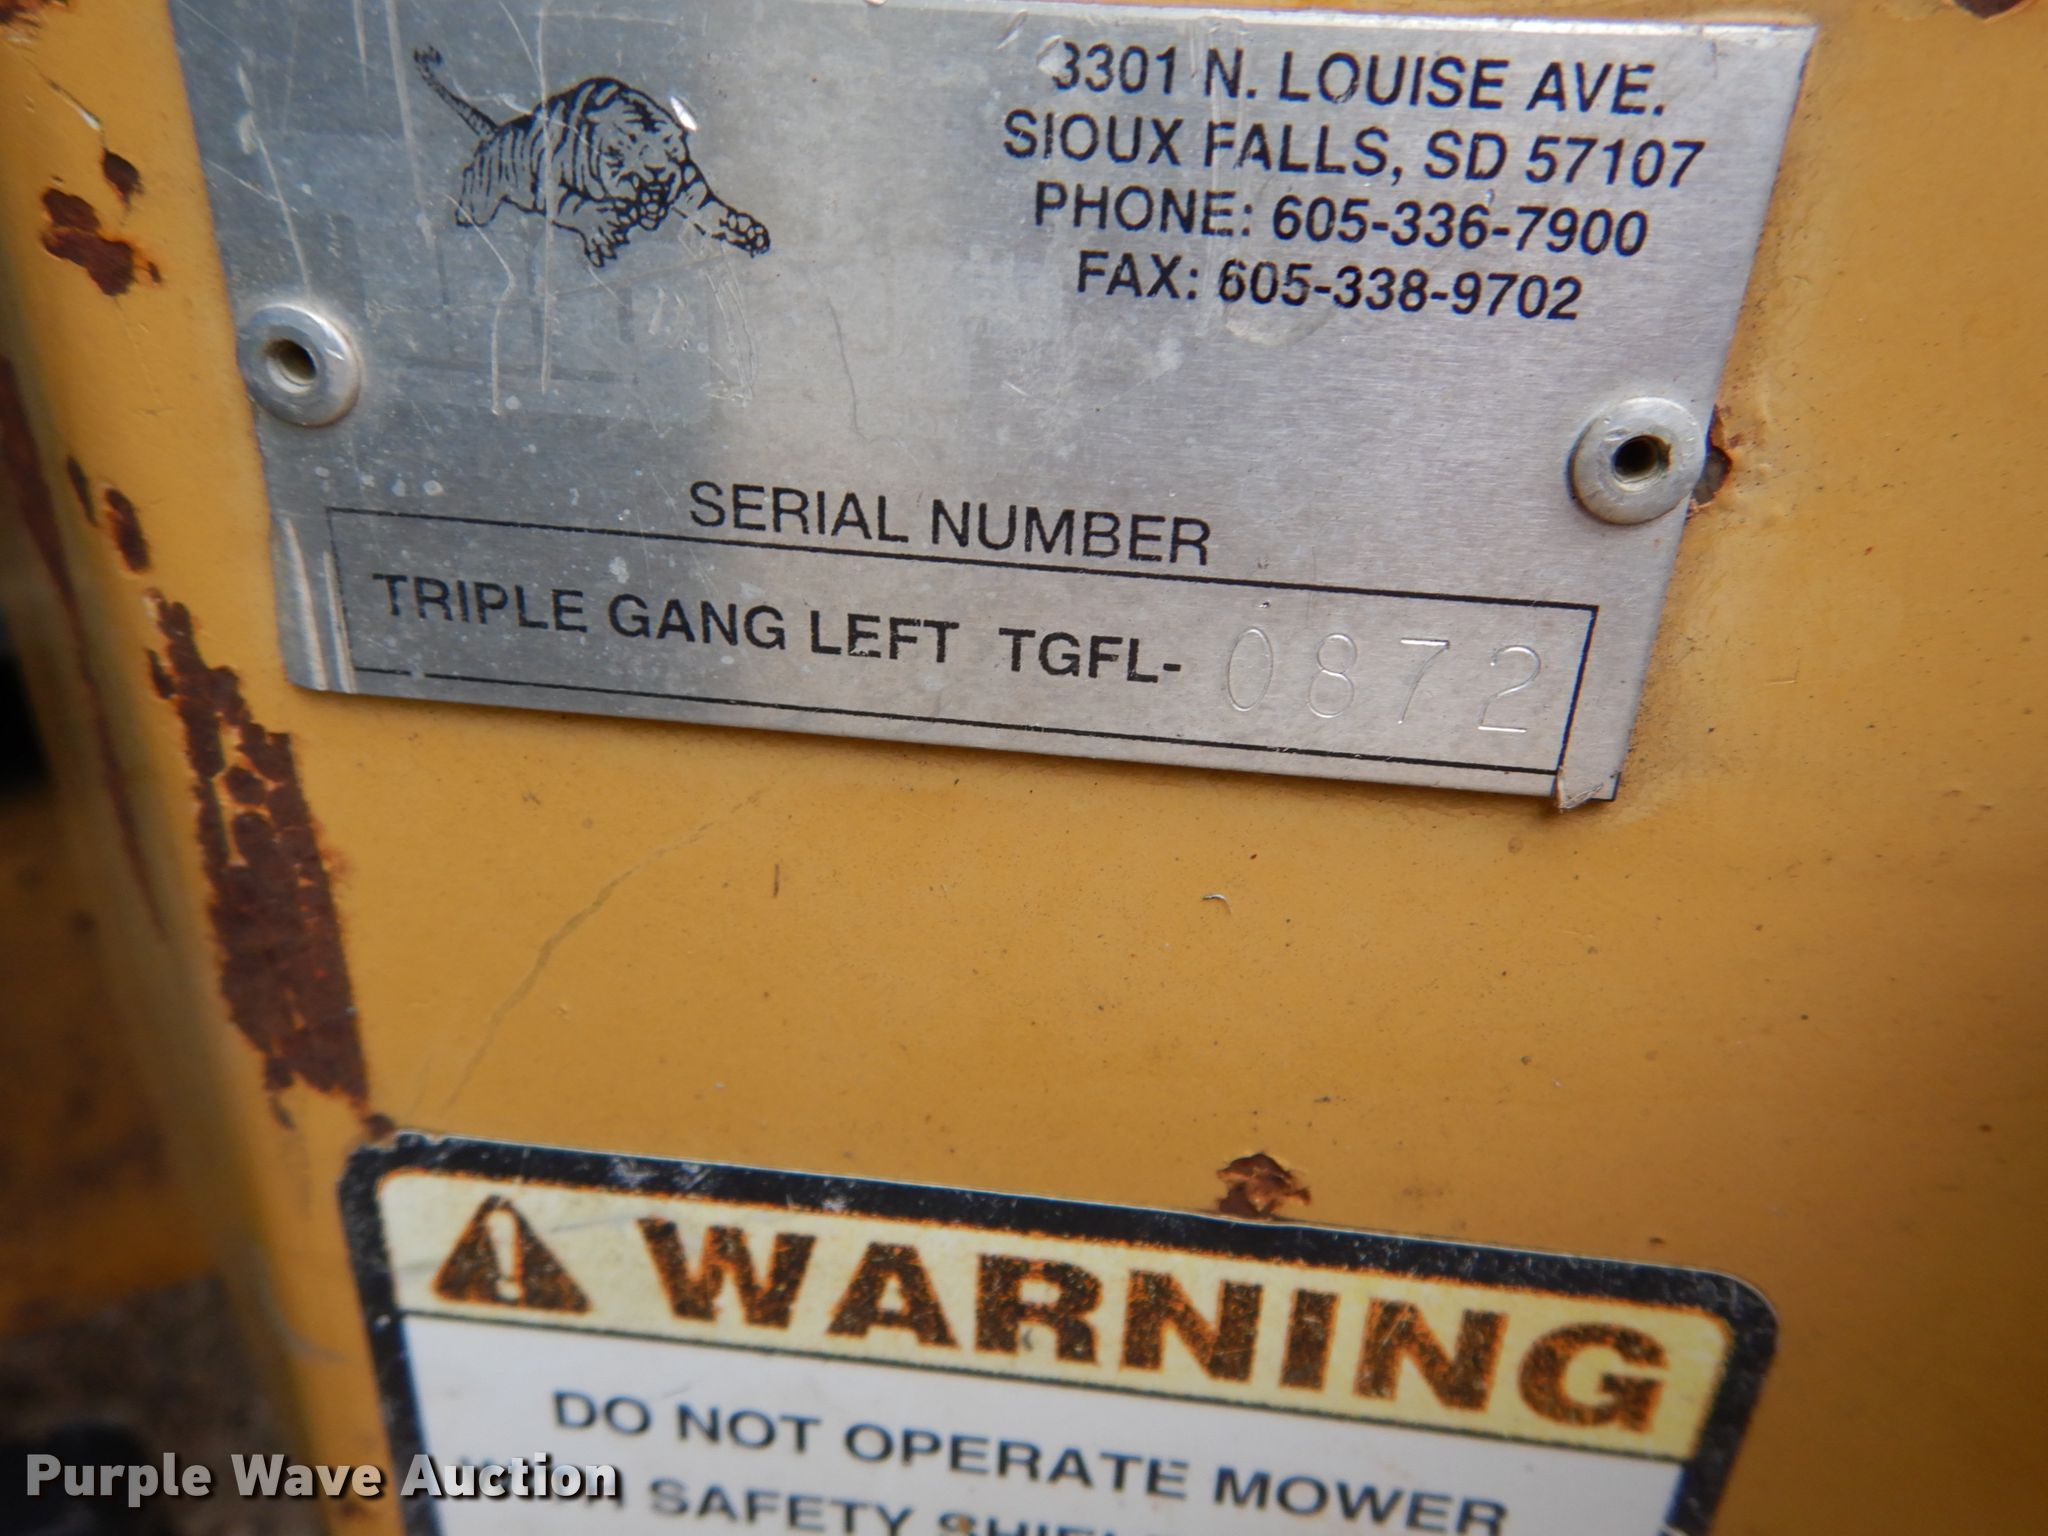 3301 N. LOUISE AVE.
SIOUX FALLS, SD 57107
PHONE: 605-336-7900
FAX: 605-338-9702
SERIAL NUMBER
TRIPLE GANG LEFT TGFL- 0872
WARNING
DO NOT OPERATE MOWER
SAFETY
Purple Wave Auction